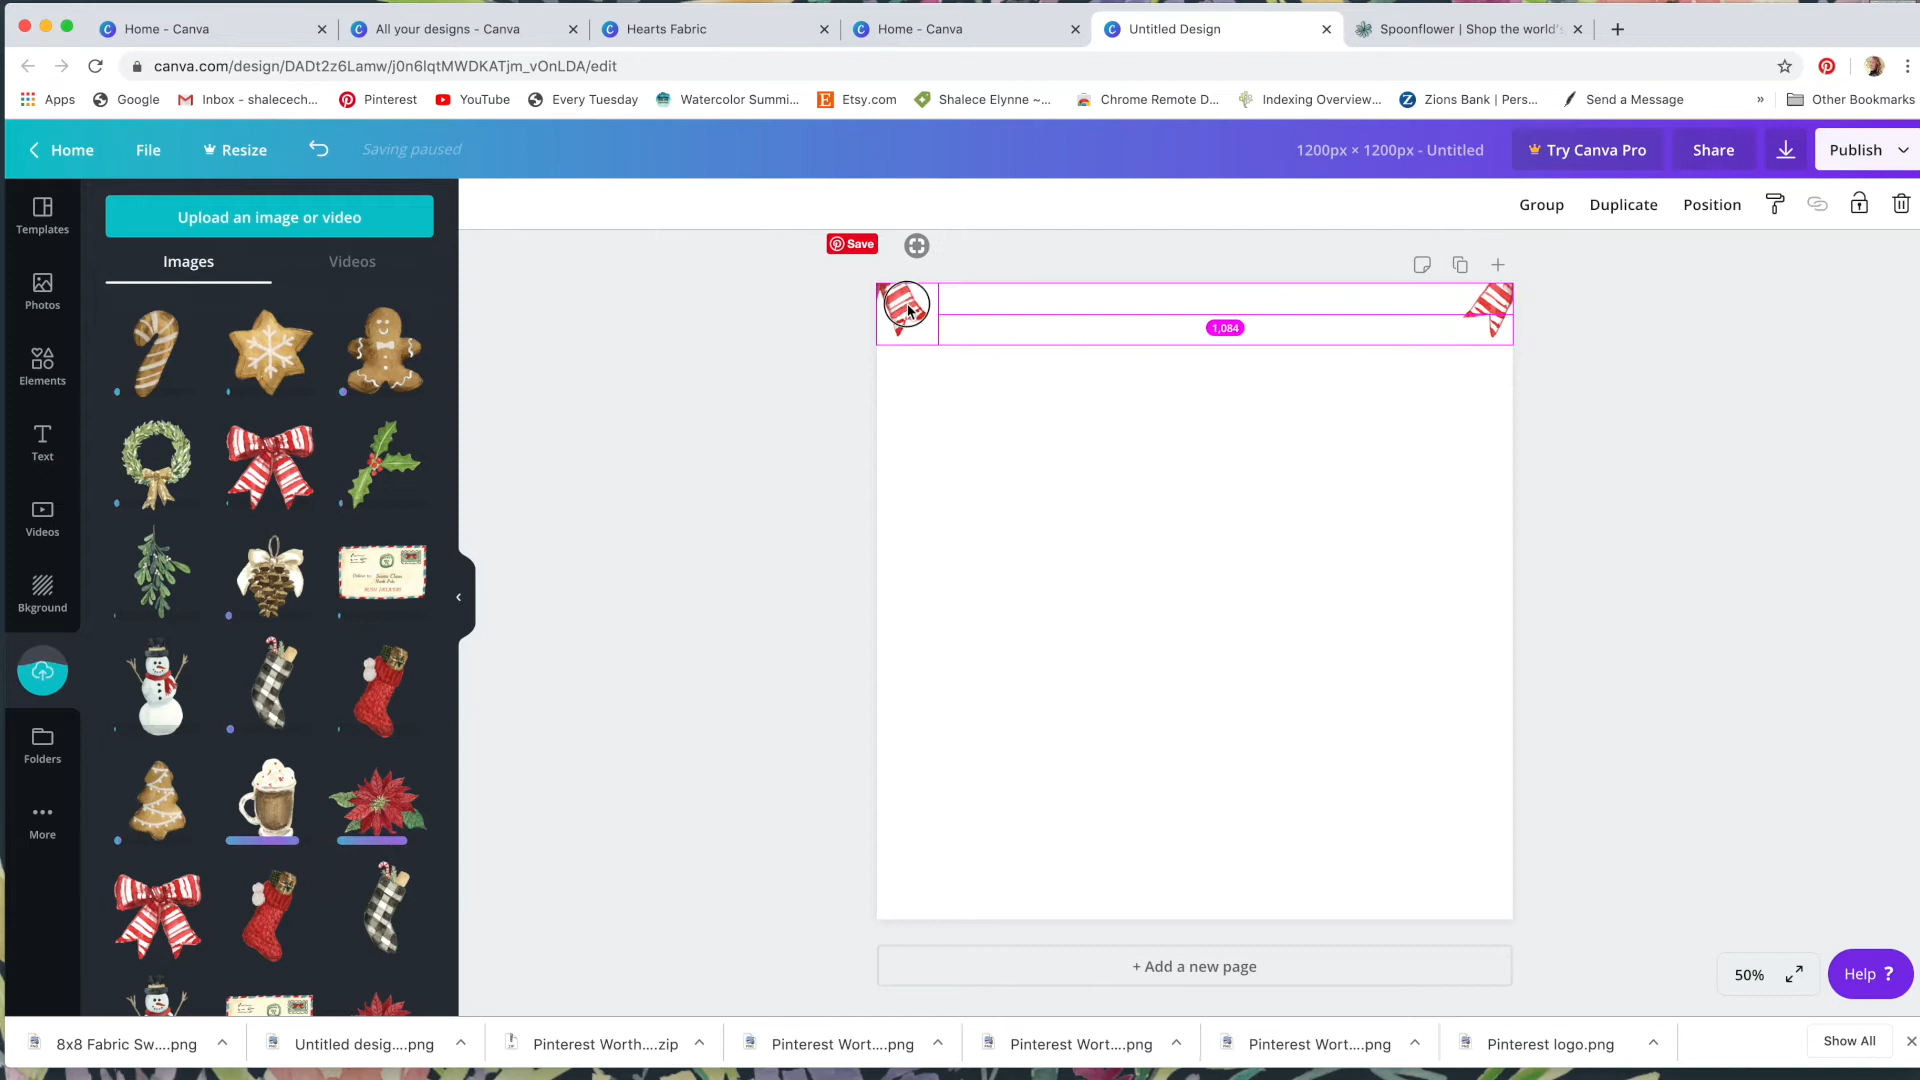 Home - Canva
All your designs - Canva
Hearts Fabric
Home - Canva
Untitled Design
Spoonflower | Shop the world's
canva.com/design/DADt2z6Lamw/j0n6lqtMWDKATjm_vOnLDA/edit
Apps
Google
Inbox - shalecech...
Pinterest
YouTube
Every Tuesday
Watercolor Summi...
Etsy.com
Shalece Elynne ~...
Chrome Remote D...
Indexing Overview...
Zions Bank | Pers...
Send a Message
»
Other Bookmarks
Home
File
Resize
Saving paused
1200px × 1200px - Untitled
Try Canva Pro
Share
Publish
Templates
Photos
Elements
Text
Videos
Bkground
Folders
More
Upload an image or video
Images
Videos
Group
Duplicate
Position
Save
1,084
+ Add a new page
50%
Help ?
8x8 Fabric Sw....png
Untitled desig....png
Pinterest Worth....zip
Pinterest Wort....png
Pinterest Wort....png
Pinterest Wort....png
Pinterest logo.png
Show All